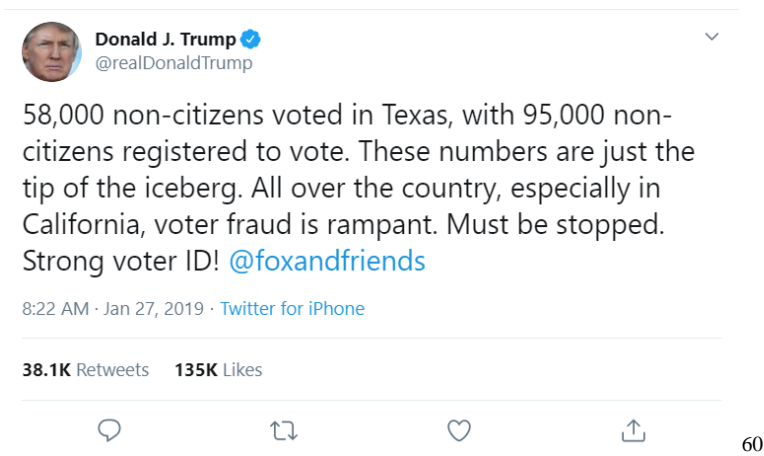 Donald J. Trump
@realDonaldTrump
58,000 non-citizens voted in Texas, with 95,000 non-
citizens registered to vote. These numbers are just the
tip of the iceberg. All over the country, especially in
California, voter fraud is rampant. Must be stopped.
Strong voter ID! @foxandfriends
8:22 AM · Jan 27, 2019 · Twitter for iPhone
38.1K Retweets 135K Likes
60